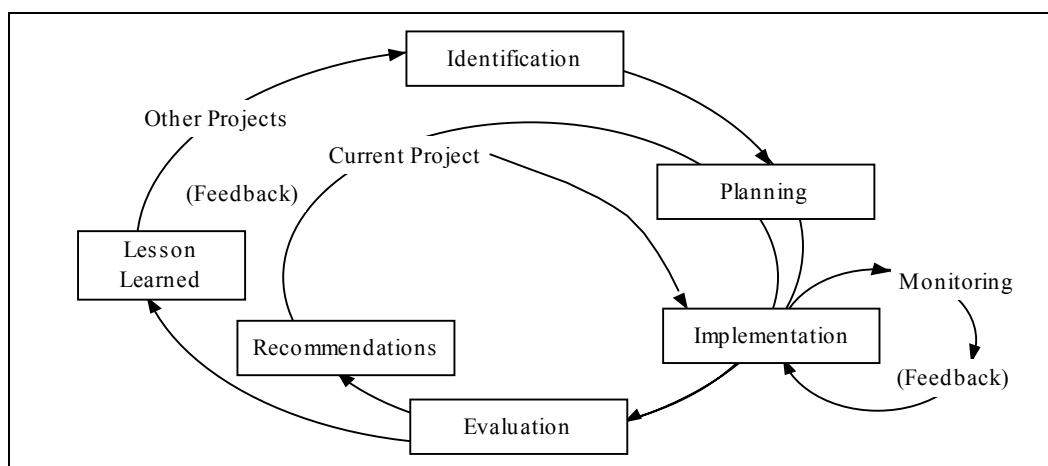 Identification
Other Projects
Current Project
Planning
(Feedback)
Lesson
Learned
Monitoring
Implementation
Recommendations
(Feedback)
Evaluation